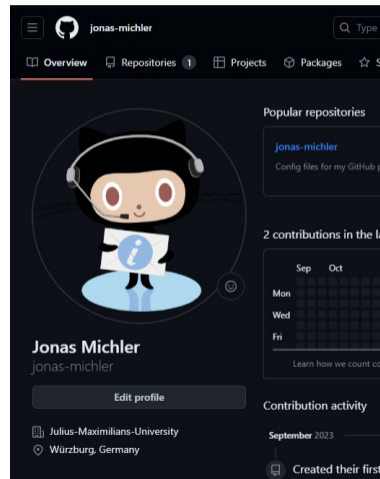 jonas-michler
Type
Overview
Repositories 1
Projects
Packages
Popular repositories
jonas-michler
Config files for my GitHub
2 contributions in the
Sep Oct
Mon
Wed
Fri
Learn how we count
Jonas Michler
jonas-michler
Edit profile
Contribution activity
Julius-Maximilians-University
Würzburg, Germany
September 2023
Created their first